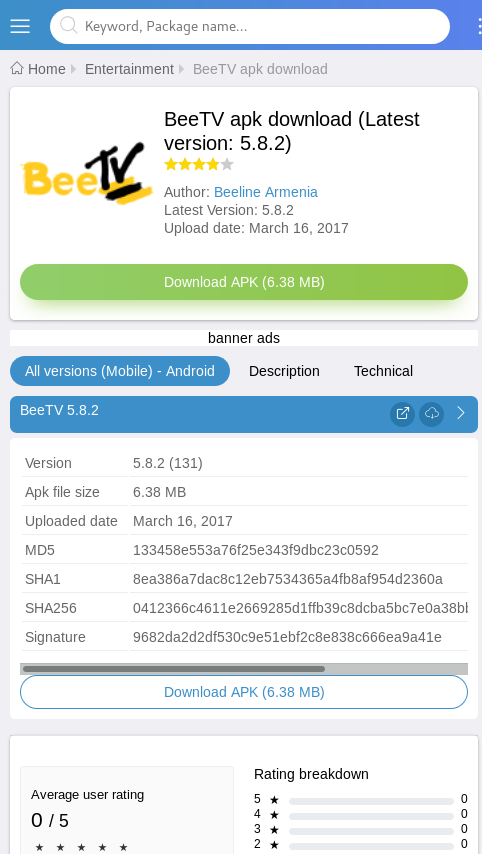 Keyword, Package name...
Home Entertainment BeeTV apk download
BeeTV
BeeTV apk download (Latest
version: 5.8.2)
Author: Beeline Armenia
Latest Version: 5.8.2
Upload date: March 16, 2017
Download APK (6.38 MB)
banner ads
All versions (Mobile) - Android Description Technical
BeeTV 5.8.2
Version 5.8.2 (131)
Apk file size 6.38 MB
Uploaded date March 16, 2017
MD5 133458e553a76f25e343f9dbc23c0592
SHA1 8ea386a7dac8c12eb7534365a4fb8af954d2360a
SHA256 0412366c4611e2669285d1ffb39c8dcba5bc7e0a38bb
Signature 9682da2d2df530c9e51ebf2c8e838c666ea9a41e
Download APK (6.38 MB)
Average user rating
0 / 5
★ ★ ★ ★ ★
Rating breakdown
5 ★ 0
4 ★ 0
3 ★ 0
2 ★ 0